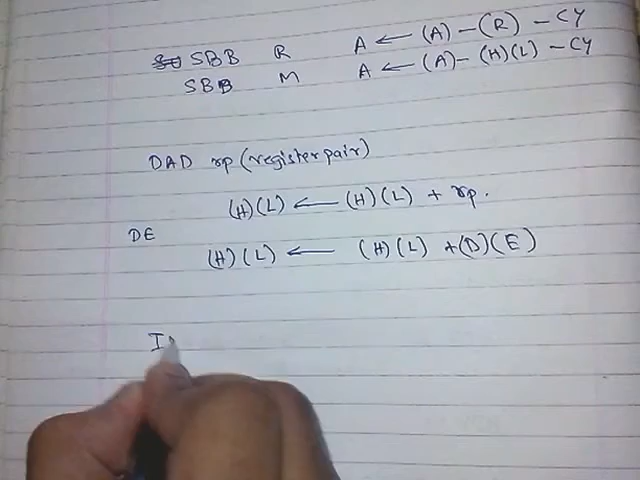 SBB R A ← (A) - (R) - CY
SBB M A ← (A) - (H)(L) - CY
DAD rp (register pair)
(H)(L) ← (H)(L) + rp.
DE
(H)(L) ← (H)(L) + (D)(E)
I